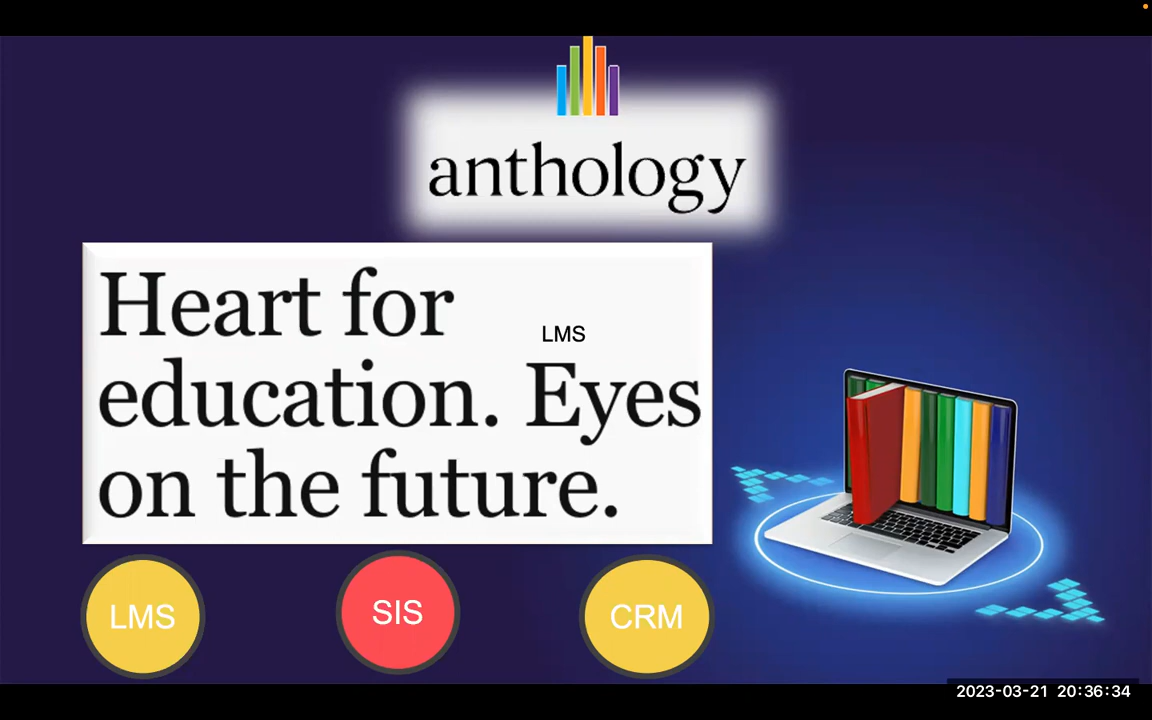 anthology
Heart for
LMS
education. Eyes
on the future.
LMS
SIS
CRM
2023-03-21 20:36:34